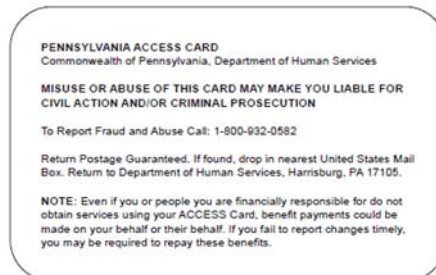 PENNSYLVANIA ACCESS CARD
Commonwealth of Pennsylvania, Department of Human Services
MISUSE OR ABUSE OF THIS CARD MAY MAKE YOU LIABLE FOR
CIVIL ACTION AND/OR CRIMINAL PROSECUTION
To Report Fraud and Abuse Call: 1-800-932-0582
Return Postage Guaranteed. If found, drop in nearest United States Mail
Box. Return to Department of Human Services, Harrisburg, PA 17105.
NOTE: Even if you or people you are financially responsible for do not
obtain services using your ACCESS Card, benefit payments could be
made on your behalf or their behalf. If you fail to report changes timely,
you may be required to repay these benefits.